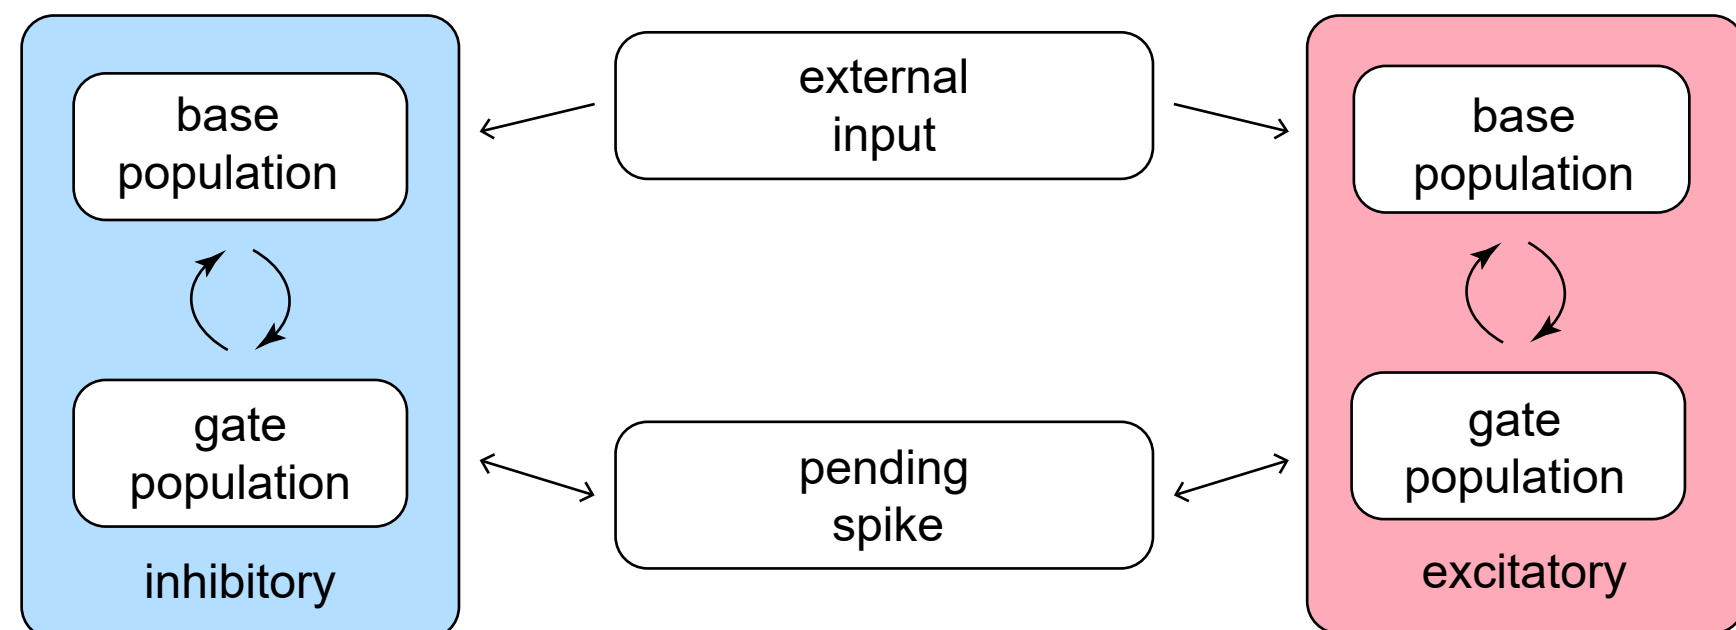 base
population
gate
population
inhibitory
external
input
pending
spike
base
population
gate
population
excitatory